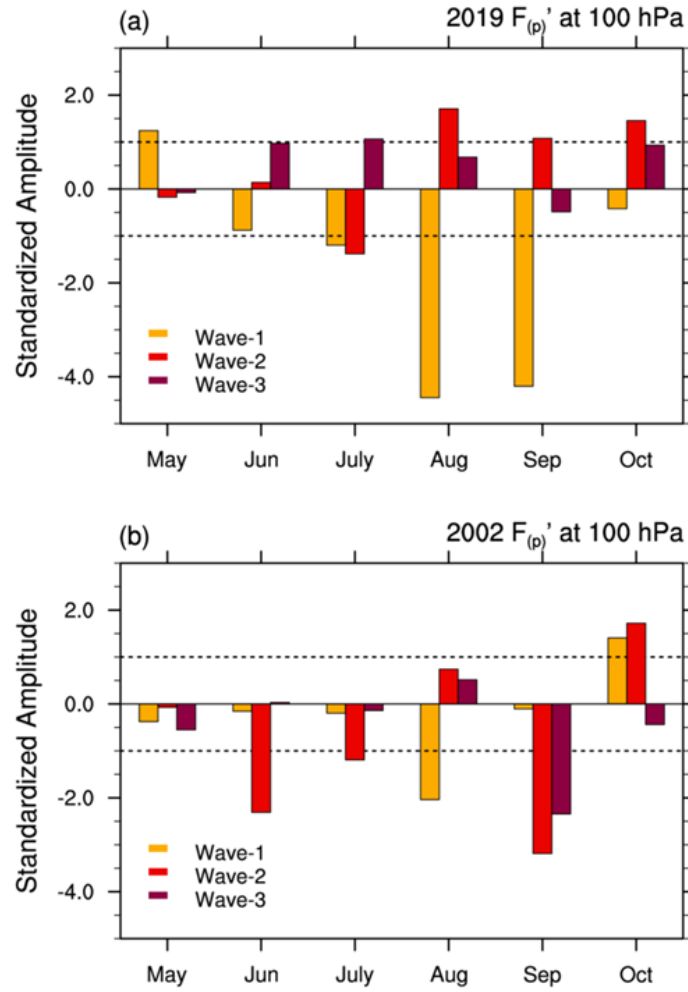 (a) 2019 F(p)’ at 100 hPa
2.0
0.0
-2.0
-4.0
Standardized Amplitude
Wave-1
Wave-2
Wave-3
May Jun July Aug Sep Oct
(b) 2002 F(p)’ at 100 hPa
2.0
0.0
-2.0
-4.0
Standardized Amplitude
Wave-1
Wave-2
Wave-3
May Jun July Aug Sep Oct